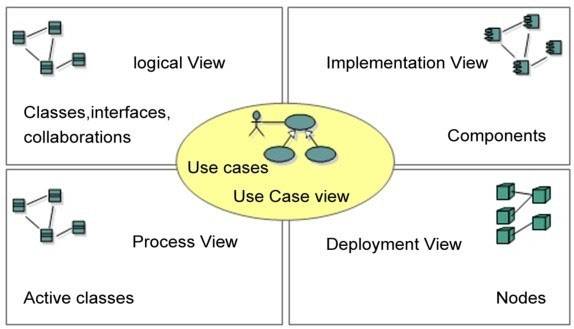 logical View
Classes,interfaces,
collaborations
Implementation View
Components
Use cases
Use Case view
Process View
Active classes
Deployment View
Nodes